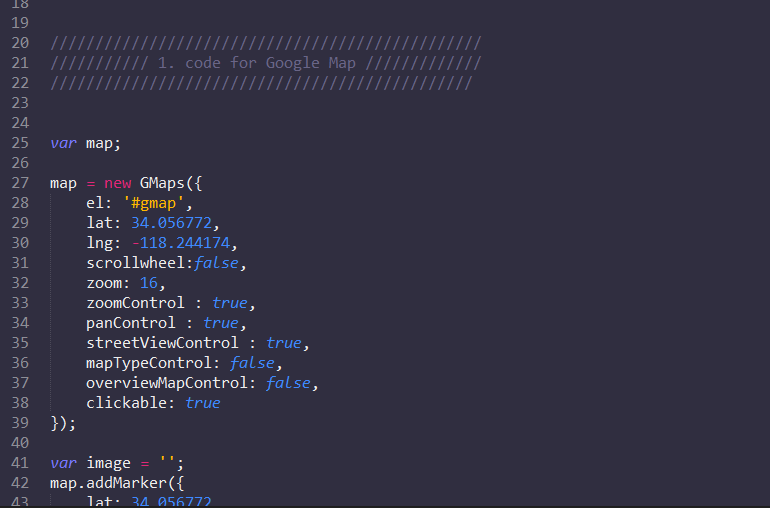 18
19
20 ////////////////////////////////////////////////
21 /////////// 1. code for Google Map /////////////
22 ///////////////////////////////////////////////
23
24
25 var map;
26
27 map = new GMaps({
28     el: '#gmap',
29     lat: 34.056772,
30     lng: -118.244174,
31     scrollwheel:false,
32     zoom: 16,
33     zoomControl : true,
34     panControl : true,
35     streetViewControl : true,
36     mapTypeControl: false,
37     overviewMapControl: false,
38     clickable: true
39 });
40
41 var image = '';
42 map.addMarker({
43     lat: 34.056772